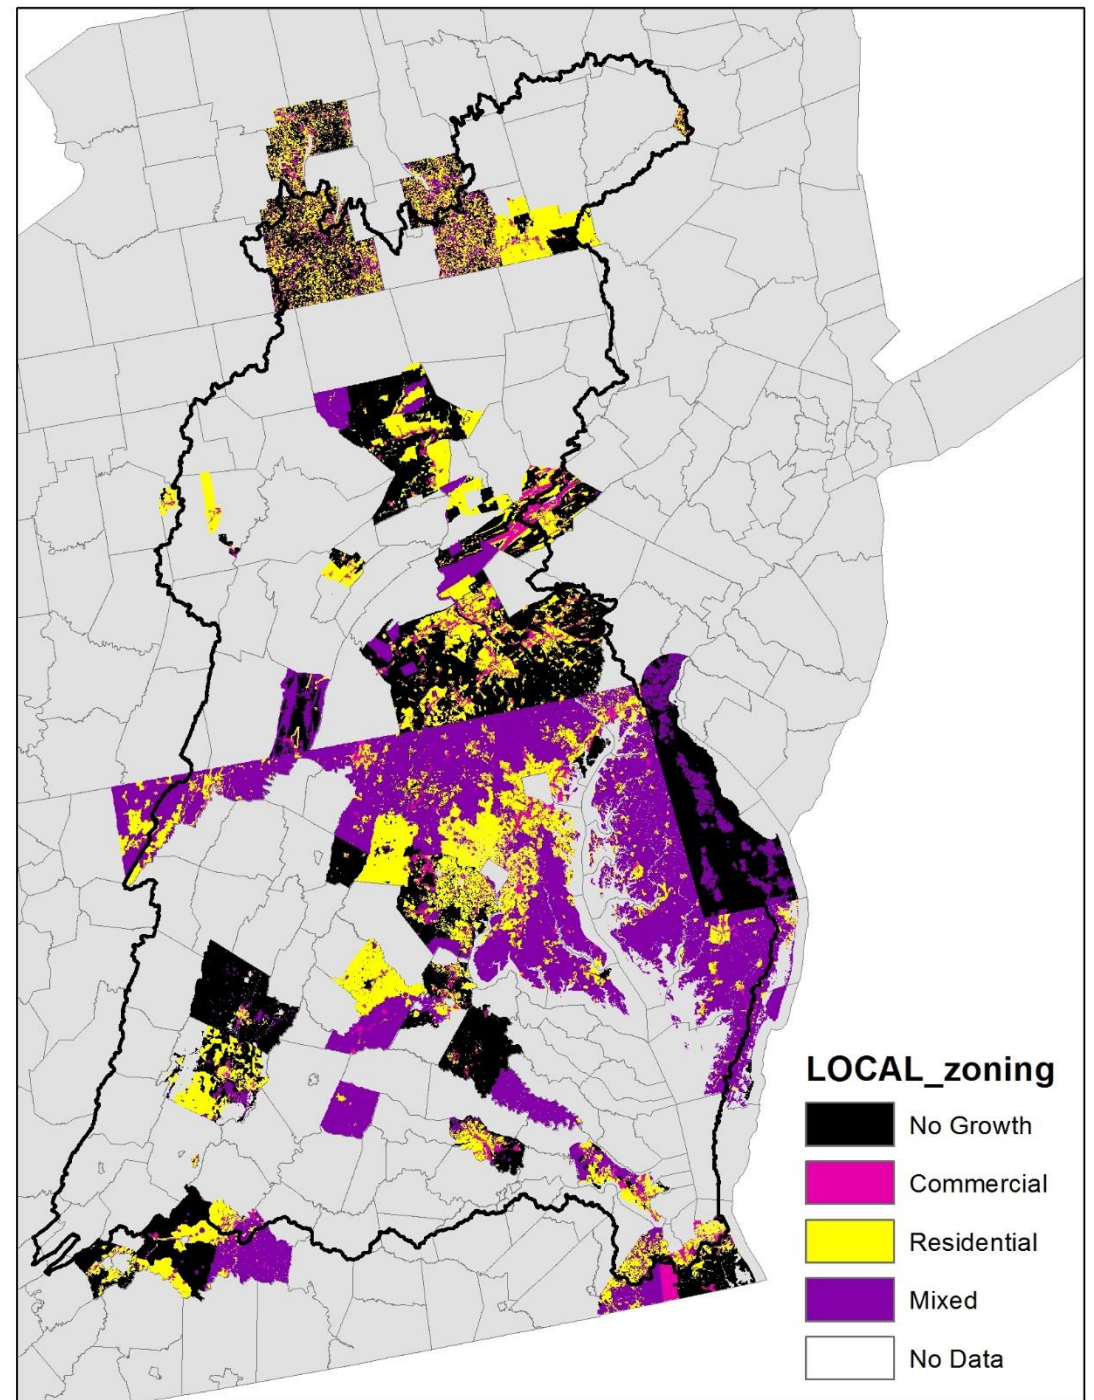 LOCAL_zoning
No Growth
Commercial
Residential
Mixed
No Data